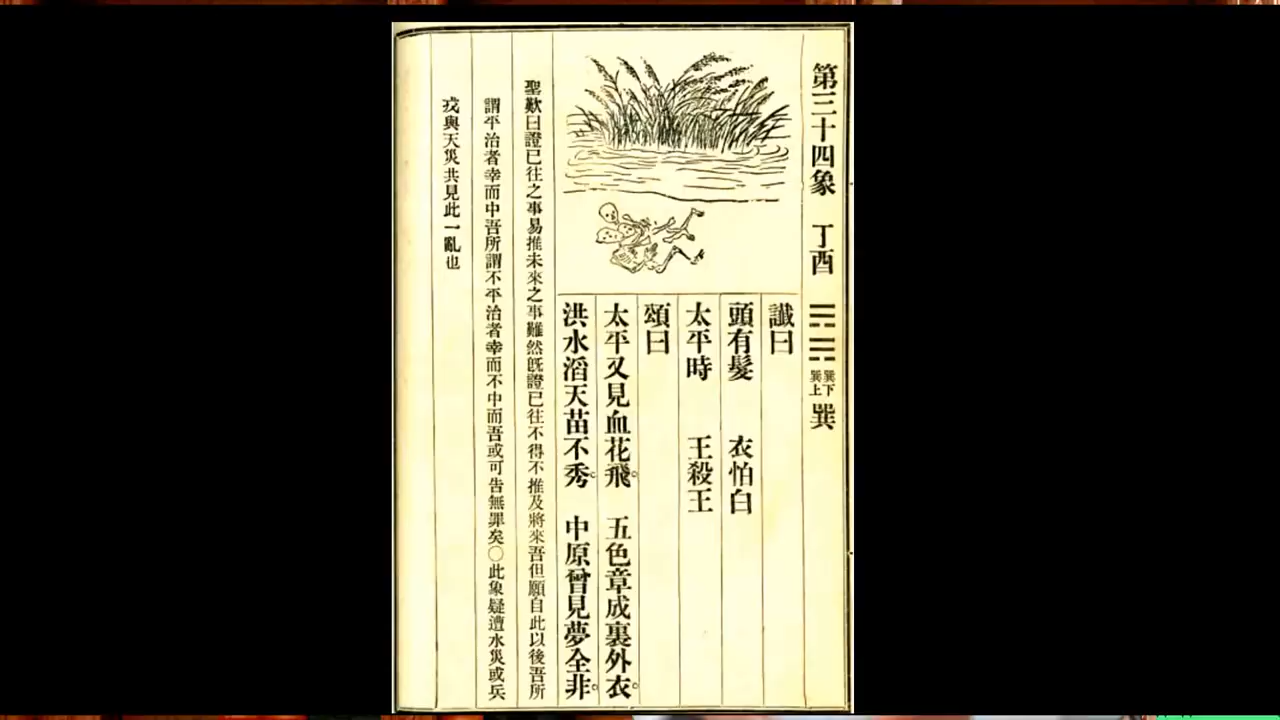 第三十四象 丁酉 巽下巽上 巽
讖曰
頭有髮 衣怕白
太平時 王殺王
頌曰
太平又見血花飛。 五色章成裏外衣。
洪水滔天苗不秀。 中原曾見夢全非。
聖歎曰證已往之事易推未來之事難然旣證已往不得不推及將來吾但願自此以後吾所
謂平治者幸而中吾所謂不平治者幸而不中而吾或可告無罪矣○此象疑遭水災或兵
戎與天災共見此一亂也